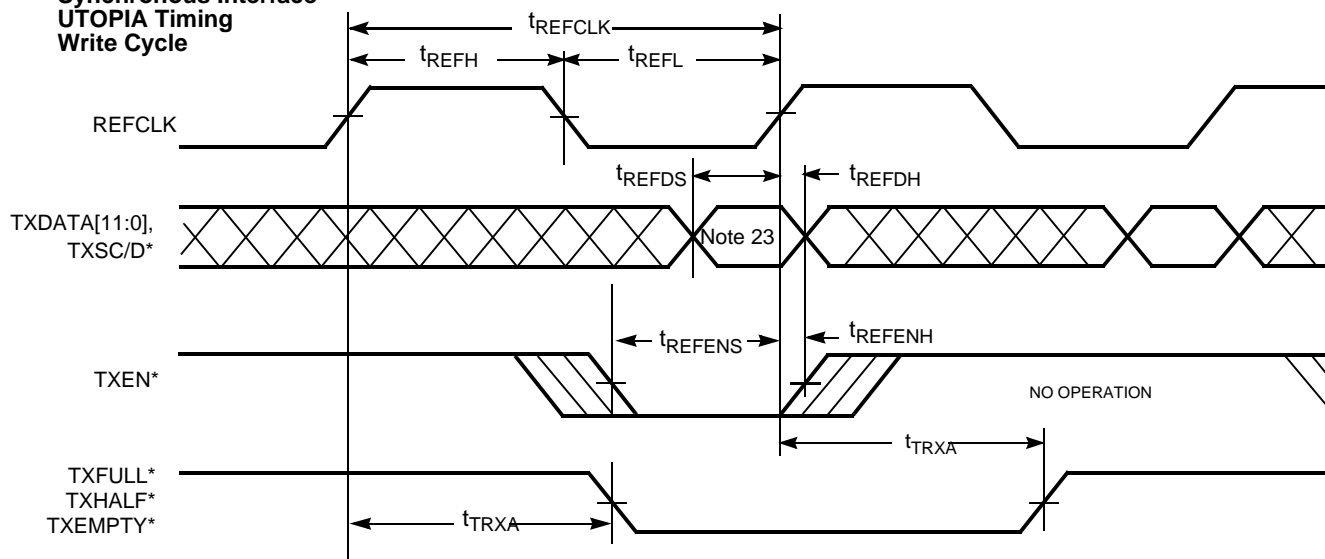 Synchronous Interface
UTOPIA Timing
Write Cycle
tREFCLK
tREFH
tREFL
REFCLK
tREFDS
tREFDH
TXDATA[11:0],
TXSC/D*
Note 23
tREFENS
tREFENH
TXEN*
NO OPERATION
tTRXA
TXFULL*
TXHALF*
TXEMPTY*
tTRXA